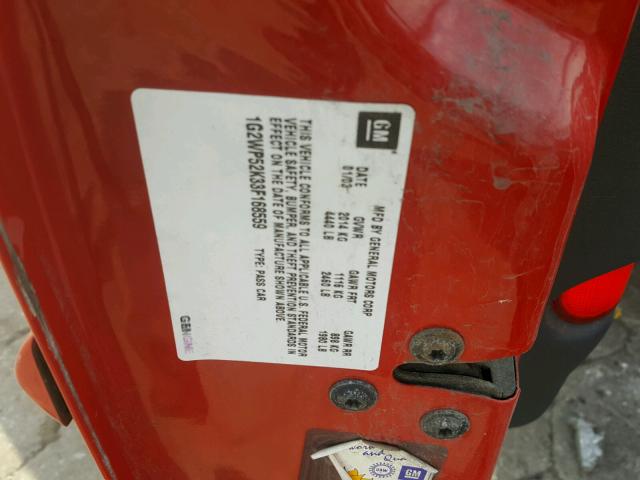 GM
MFD BY GENERAL MOTORS CORP
DATE GVWR GAWR FRT GAWR RR
01/03 2014 KG 1116 KG 898 KG
4440 LB 2460 LB 1980 LB
THIS VEHICLE CONFORMS TO ALL APPLICABLE U.S. FEDERAL MOTOR
VEHICLE SAFETY, BUMPER, AND THEFT PREVENTION STANDARDS IN
EFFECT ON THE DATE OF MANUFACTURE SHOWN ABOVE.
1G2WP52K33F168559 TYPE: PASS CAR
and Qua
GM